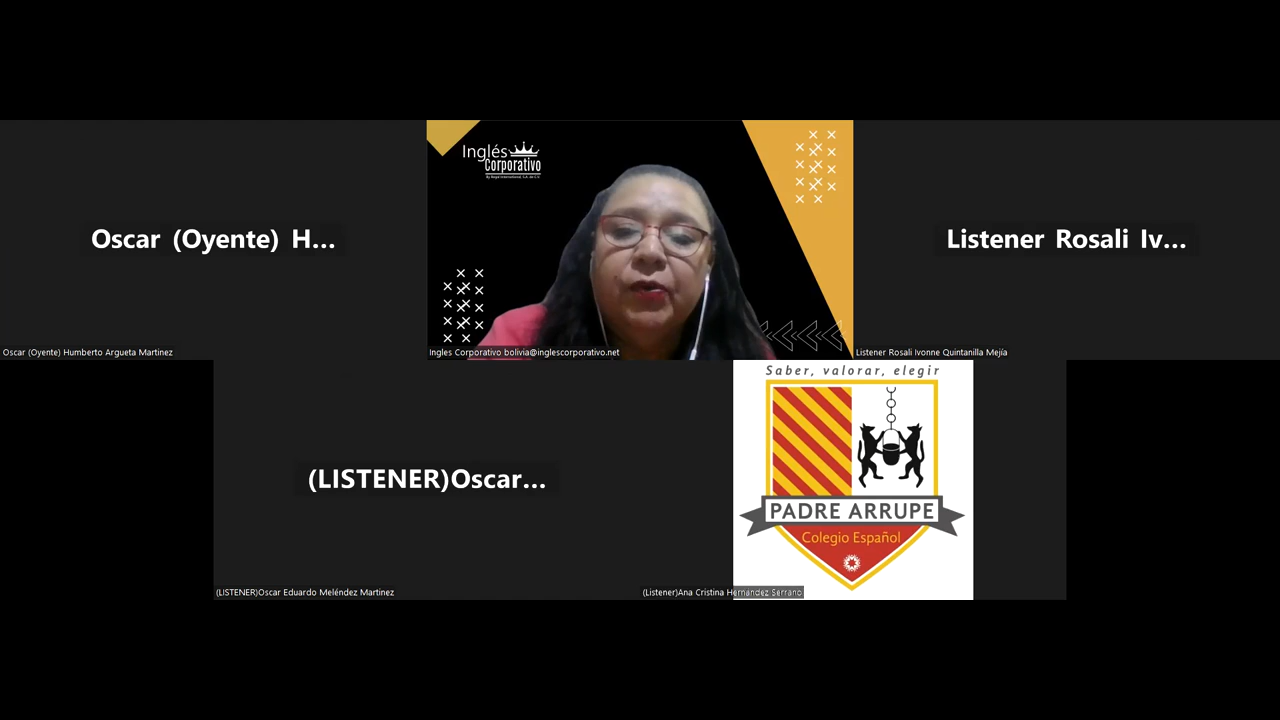 Oscar (Oyente) H...
Oscar (Oyente) Humberto Argueta Martinez
Inglés
Corporativo
Ingles Corporativo bolivia@inglescorporativo.net
Listener Rosali Iv...
Listener Rosali Ivonne Quintanilla Mejía
(LISTENER)Oscar...
(LISTENER)Oscar Eduardo Meléndez Martinez
Saber, valorar, elegir
PADRE ARRUPE
Colegio Español
(Listener)Ana Cristina Hernández Serrano